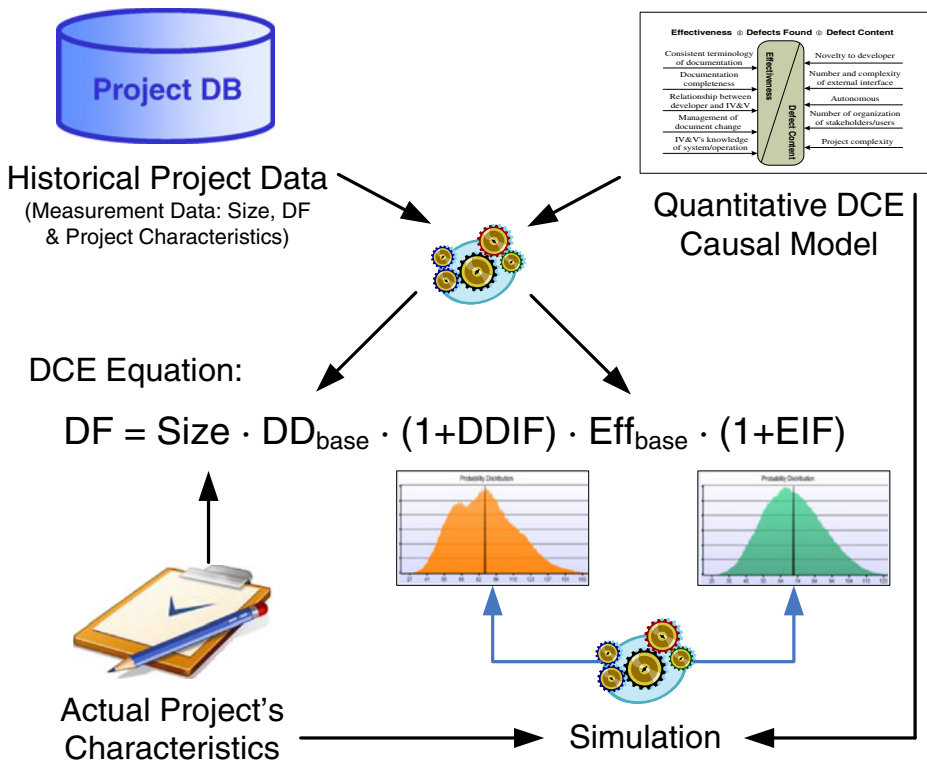 Project DB
Historical Project Data
(Measurement Data: Size, DF
& Project Characteristics)
Effectiveness ⊕ Defects Found ⊕ Defect Content
Consistent terminology
of documentation
Documentation
completeness
Relationship between
developer and IV&V
Management of
document change
IV&V's knowledge
of system/operation
Effectiveness
Defect Content
Novelty to developer
Number and complexity
of external interface
Autonomous
Number of organization
of stakeholders/users
Project complexity
Quantitative DCE
Causal Model
DCE Equation:
DF = Size · DDbase · (1+DDIF) · Effbase · (1+EIF)
Probability Distribution
Probability Distribution
Actual Project's
Characteristics
Simulation